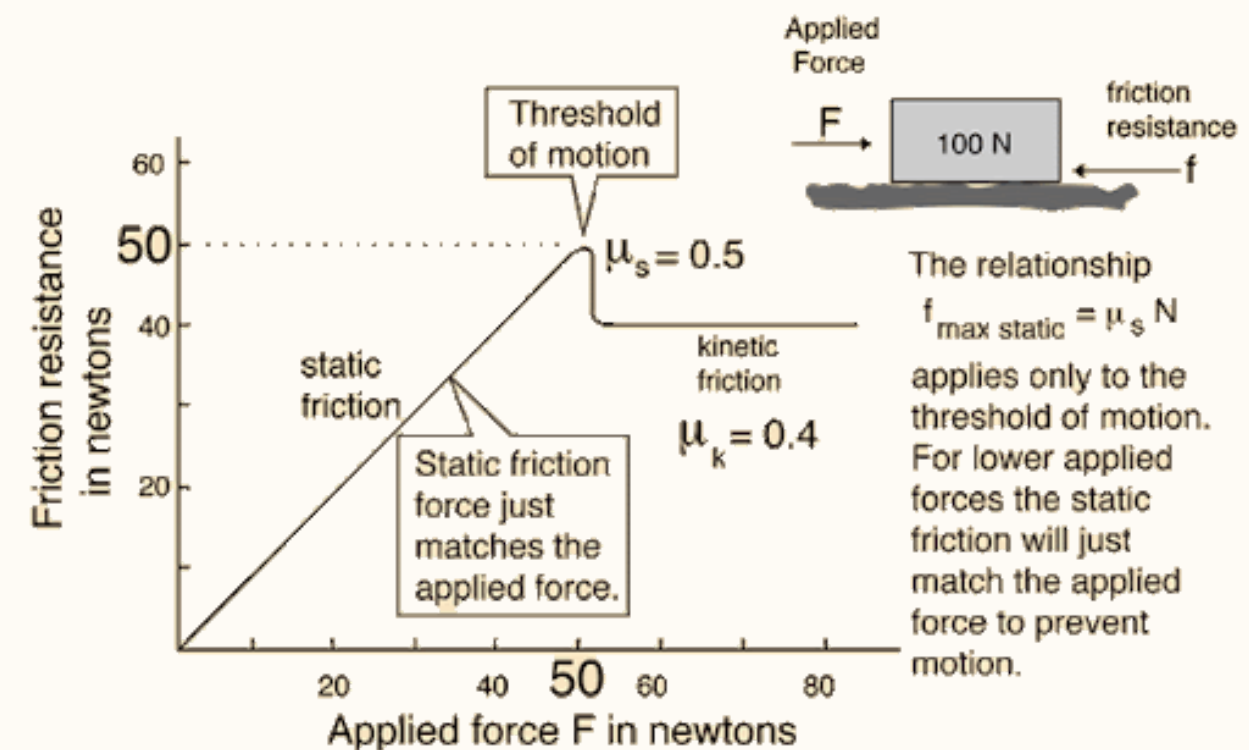 Applied
Force
F
100 N
friction
resistance
f
Threshold
of motion
Friction resistance
in newtons
60
50
40
20
μs = 0.5
static
friction
kinetic
friction
μk = 0.4
Static friction
force just
matches the
applied force.
20 40 50 60 80
Applied force F in newtons
The relationship
f max static = μs N
applies only to the
threshold of motion.
For lower applied
forces the static
friction will just
match the applied
force to prevent
motion.